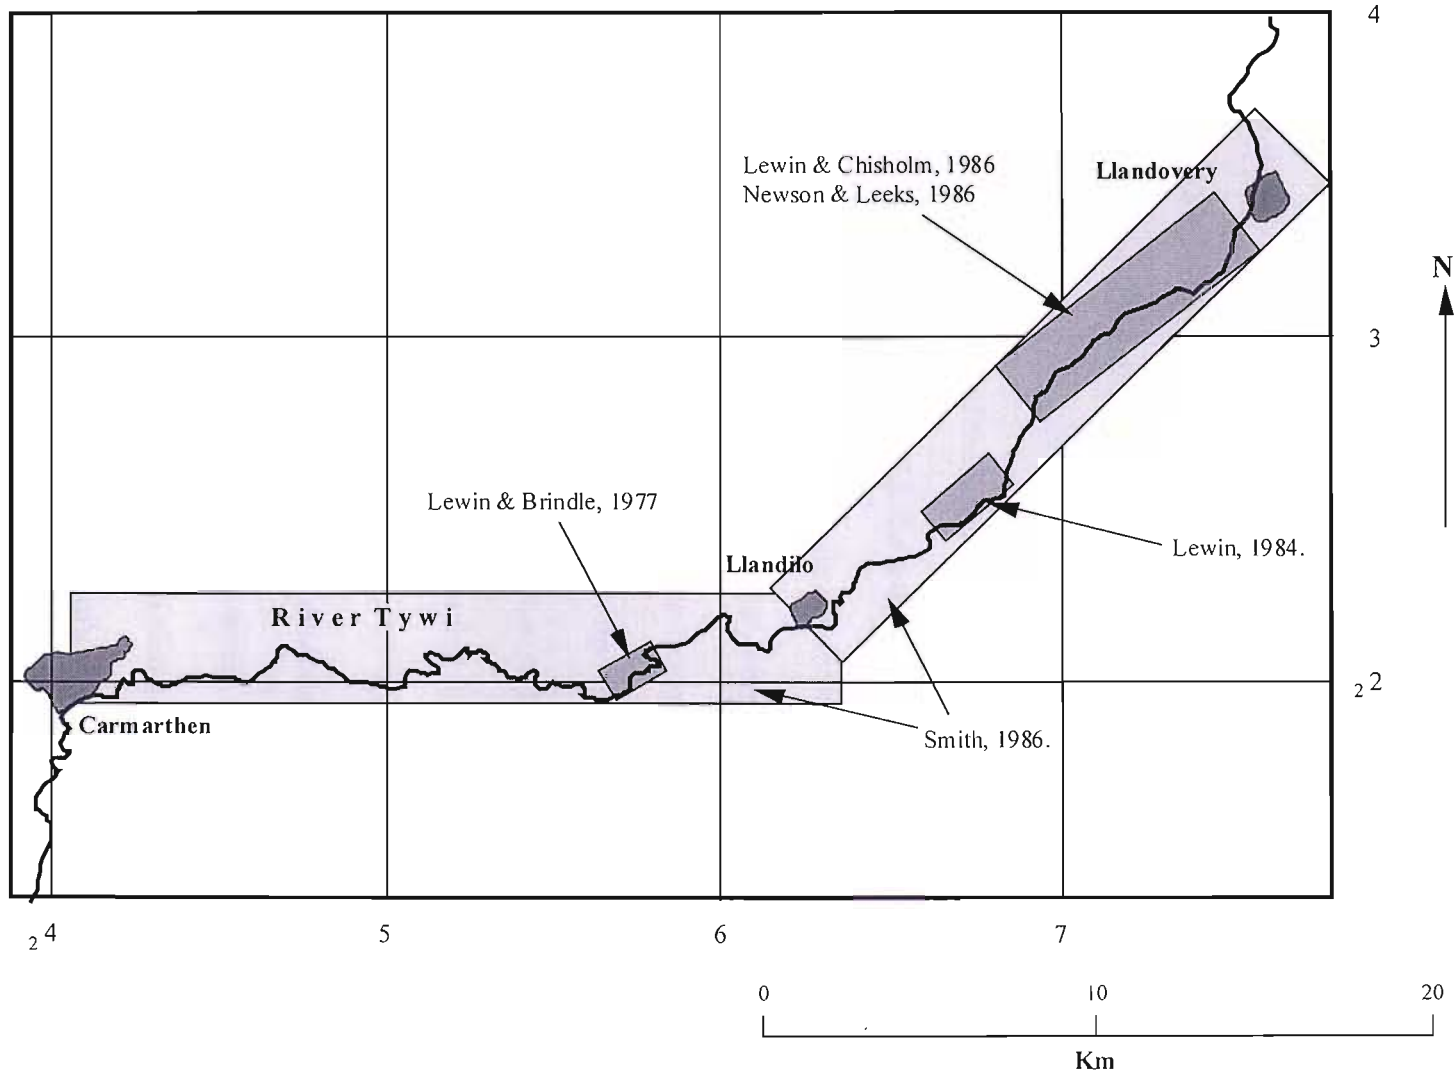 4
Lewin & Chisholm, 1986
Newson & Leeks, 1986
Llandovery
N
3
Lewin & Brindle, 1977
Lewin, 1984.
Llandilo
River Tywi
2 2
Carmarthen
Smith, 1986.
2 4
5
6
7
0
10
20
Km